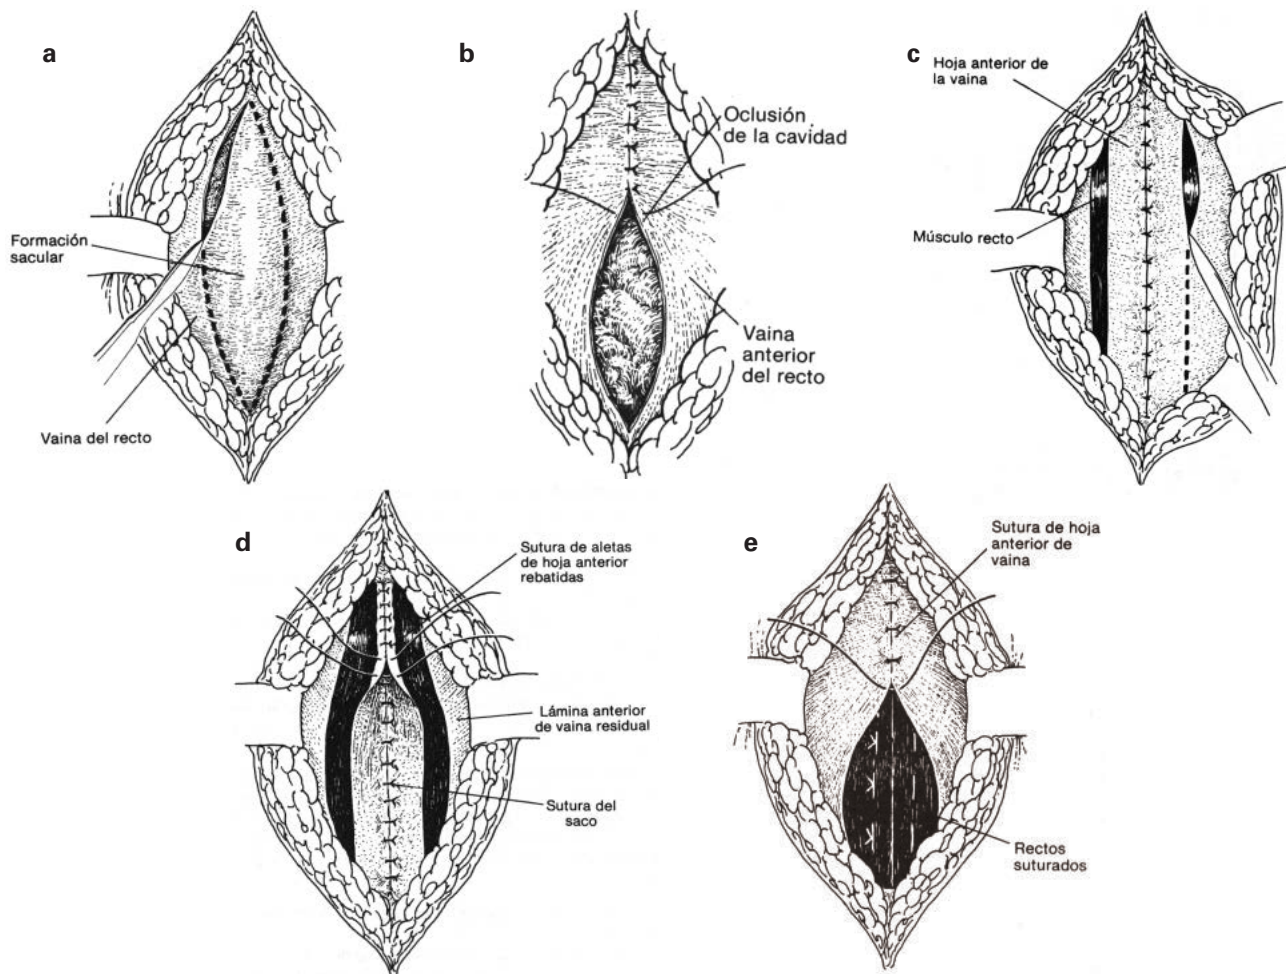 a
Formación
sacular
Vaina del recto
b
Oclusión
de la cavidad
Vaina
anterior
del recto
c
Hoja anterior de
la vaina
Músculo recto
d
Sutura de aletas
de hoja anterior
rebatidas
Lámina anterior
de vaina residual
Sutura del
saco
e
Sutura de hoja
anterior de
vaina
Rectos
suturados